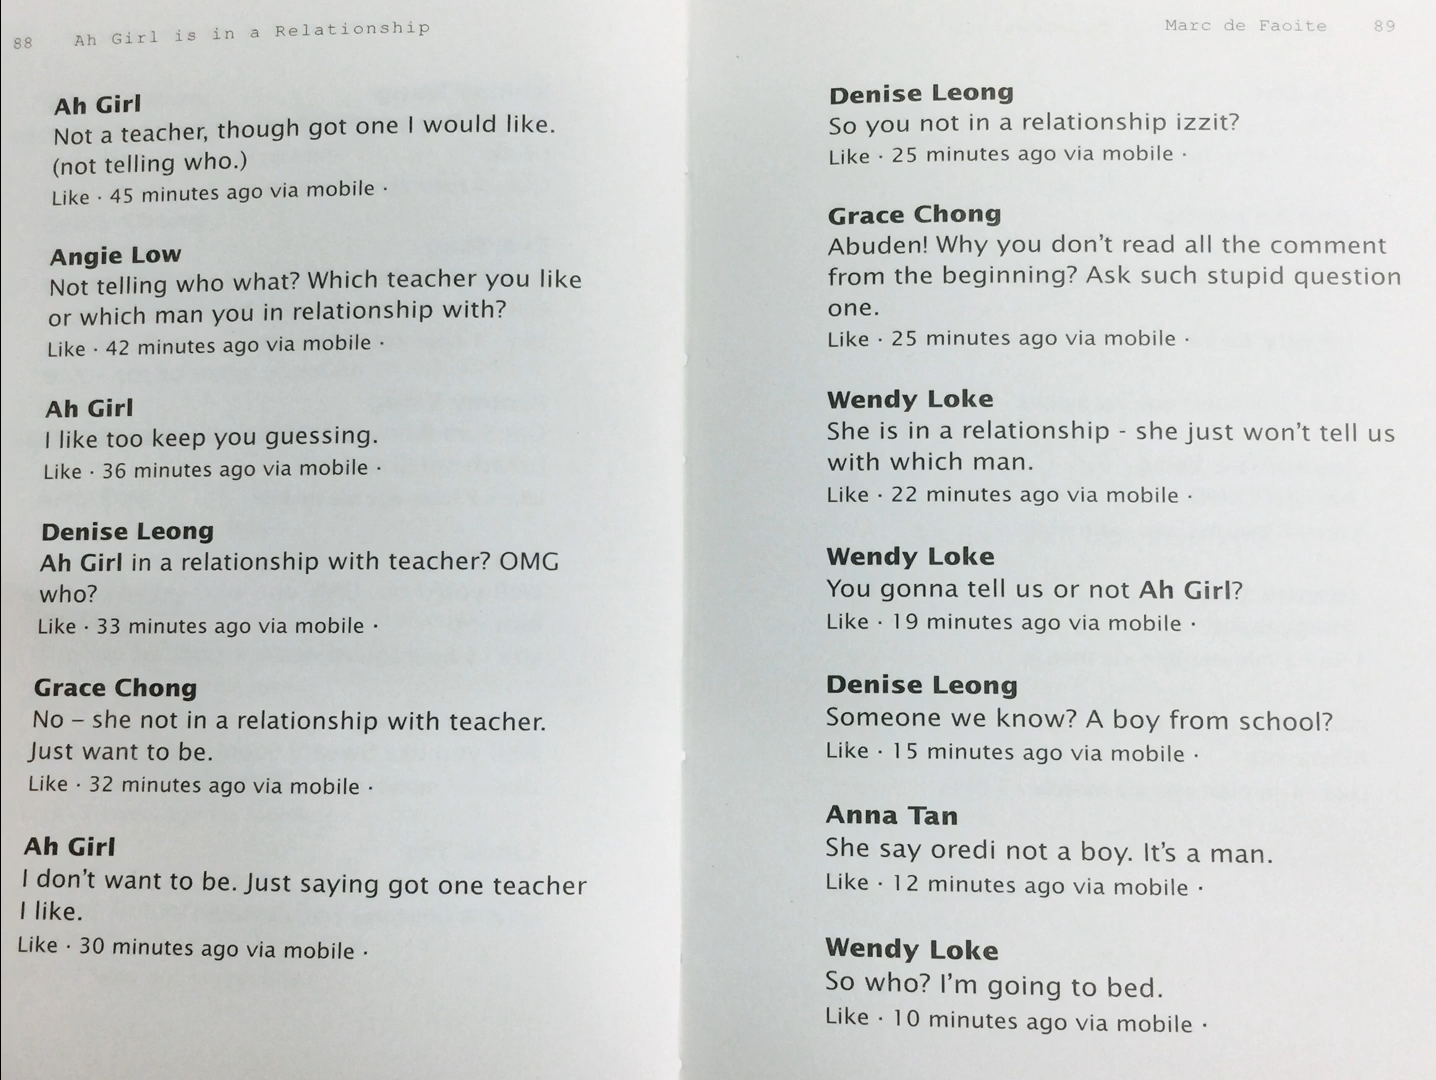 88 Ah Girl is in a Relationship
Ah Girl
Not a teacher, though got one I would like.
(not telling who.)
Like · 45 minutes ago via mobile ·
Angie Low
Not telling who what? Which teacher you like
or which man you in relationship with?
Like · 42 minutes ago via mobile ·
Ah Girl
I like too keep you guessing.
Like · 36 minutes ago via mobile ·
Denise Leong
Ah Girl in a relationship with teacher? OMG
who?
Like · 33 minutes ago via mobile ·
Grace Chong
No – she not in a relationship with teacher.
Just want to be.
Like · 32 minutes ago via mobile ·
Ah Girl
I don't want to be. Just saying got one teacher
I like.
Like · 30 minutes ago via mobile ·
Marc de Faoite 89
Denise Leong
So you not in a relationship izzit?
Like · 25 minutes ago via mobile ·
Grace Chong
Abuden! Why you don't read all the comment
from the beginning? Ask such stupid question
one.
Like · 25 minutes ago via mobile ·
Wendy Loke
She is in a relationship - she just won't tell us
with which man.
Like · 22 minutes ago via mobile ·
Wendy Loke
You gonna tell us or not Ah Girl?
Like · 19 minutes ago via mobile ·
Denise Leong
Someone we know? A boy from school?
Like · 15 minutes ago via mobile ·
Anna Tan
She say oredi not a boy. It's a man.
Like · 12 minutes ago via mobile ·
Wendy Loke
So who? I'm going to bed.
Like · 10 minutes ago via mobile ·